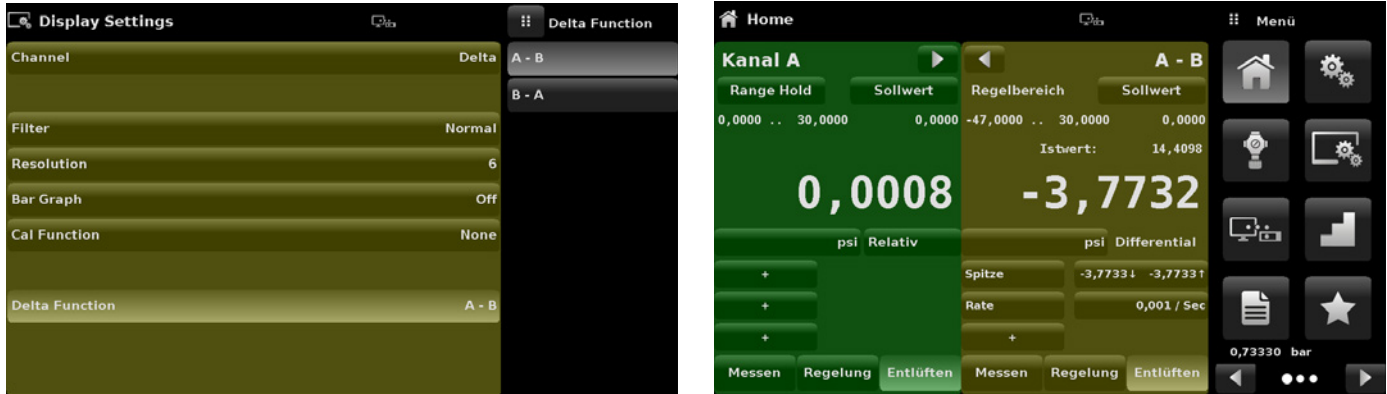 Display Settings
Delta Function
Channel Delta
A - B
B - A
Filter Normal
Resolution 6
Bar Graph Off
Cal Function None
Delta Function A - B
Home
Menü
Kanal A
A - B
Range Hold Sollwert Regelbereich Sollwert
0,0000 .. 30,0000 0,0000 -47,0000 .. 30,0000 0,0000
Istwert: 14,4098
0,0008 -3,7732
psi Relativ psi Differential
+ Spitze -3,7733↓ -3,7733↑
+ Rate 0,001 / Sec
+ +
0,73330 bar
Messen Regelung Entlüften Messen Regelung Entlüften